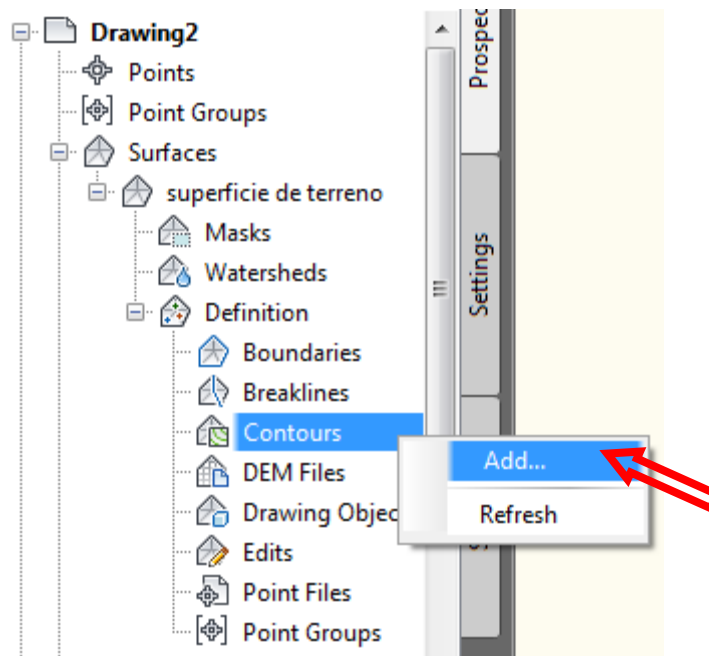 Drawing2
Points
Point Groups
Surfaces
superficie de terreno
Masks
Watersheds
Definition
Boundaries
Breaklines
Contours
DEM Files
Drawing Objec
Edits
Point Files
Point Groups
Add...
Refresh
Prospec
Settings